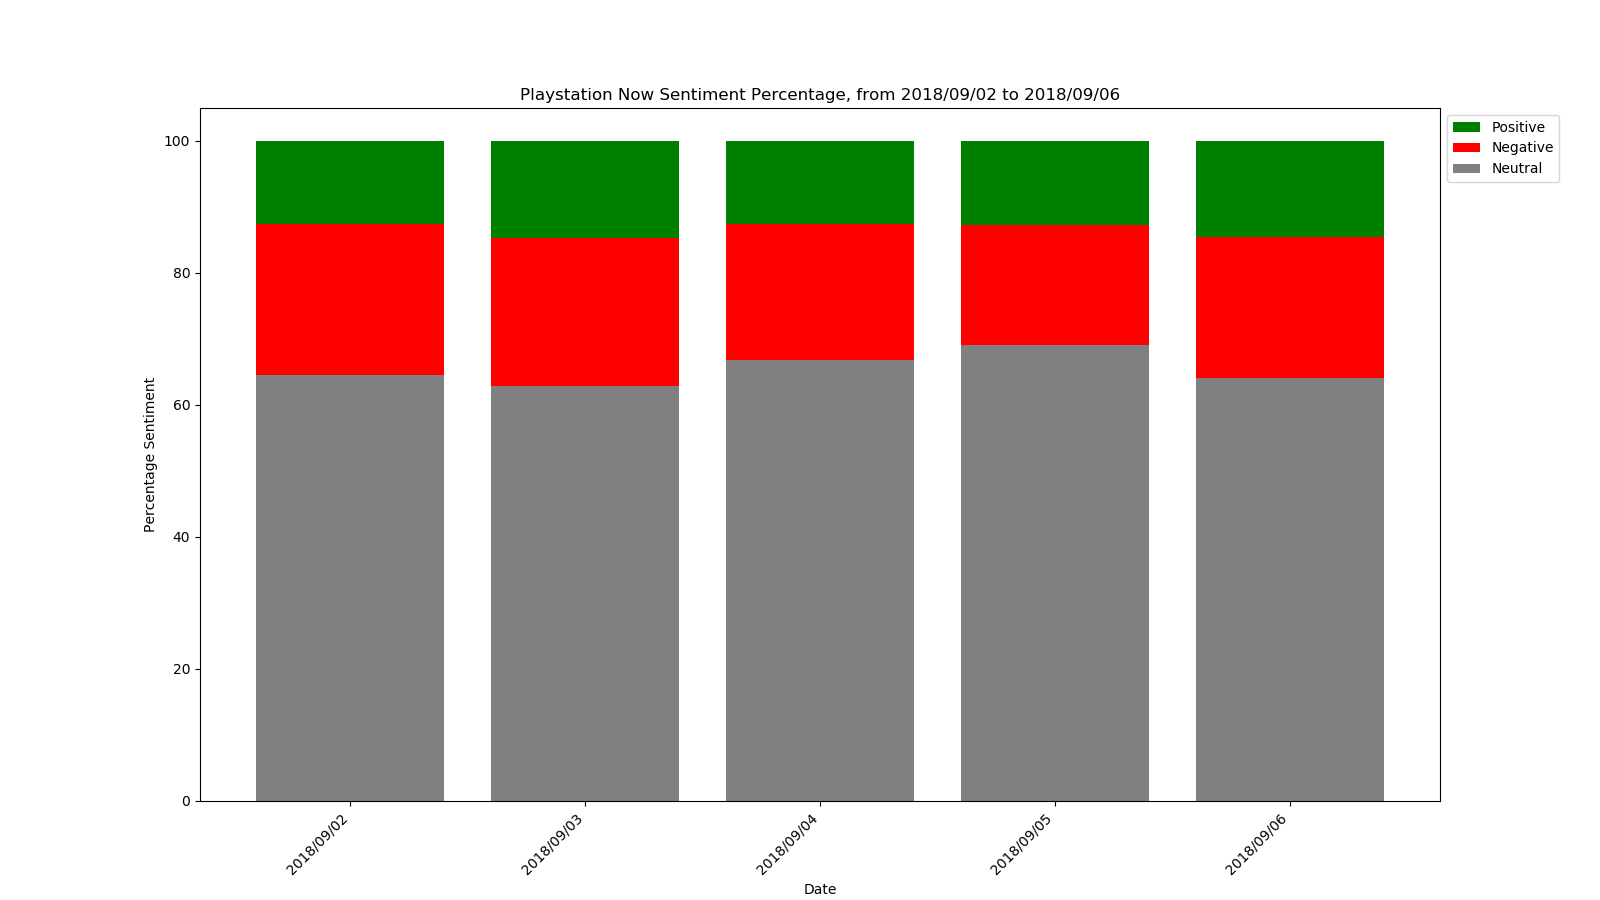 Playstation Now Sentiment Percentage, from 2018/09/02 to 2018/09/06
Positive
Negative
Neutral
Percentage Sentiment
100
80
60
40
20
0
2018/09/02
2018/09/03
2018/09/04
2018/09/05
2018/09/06
Date